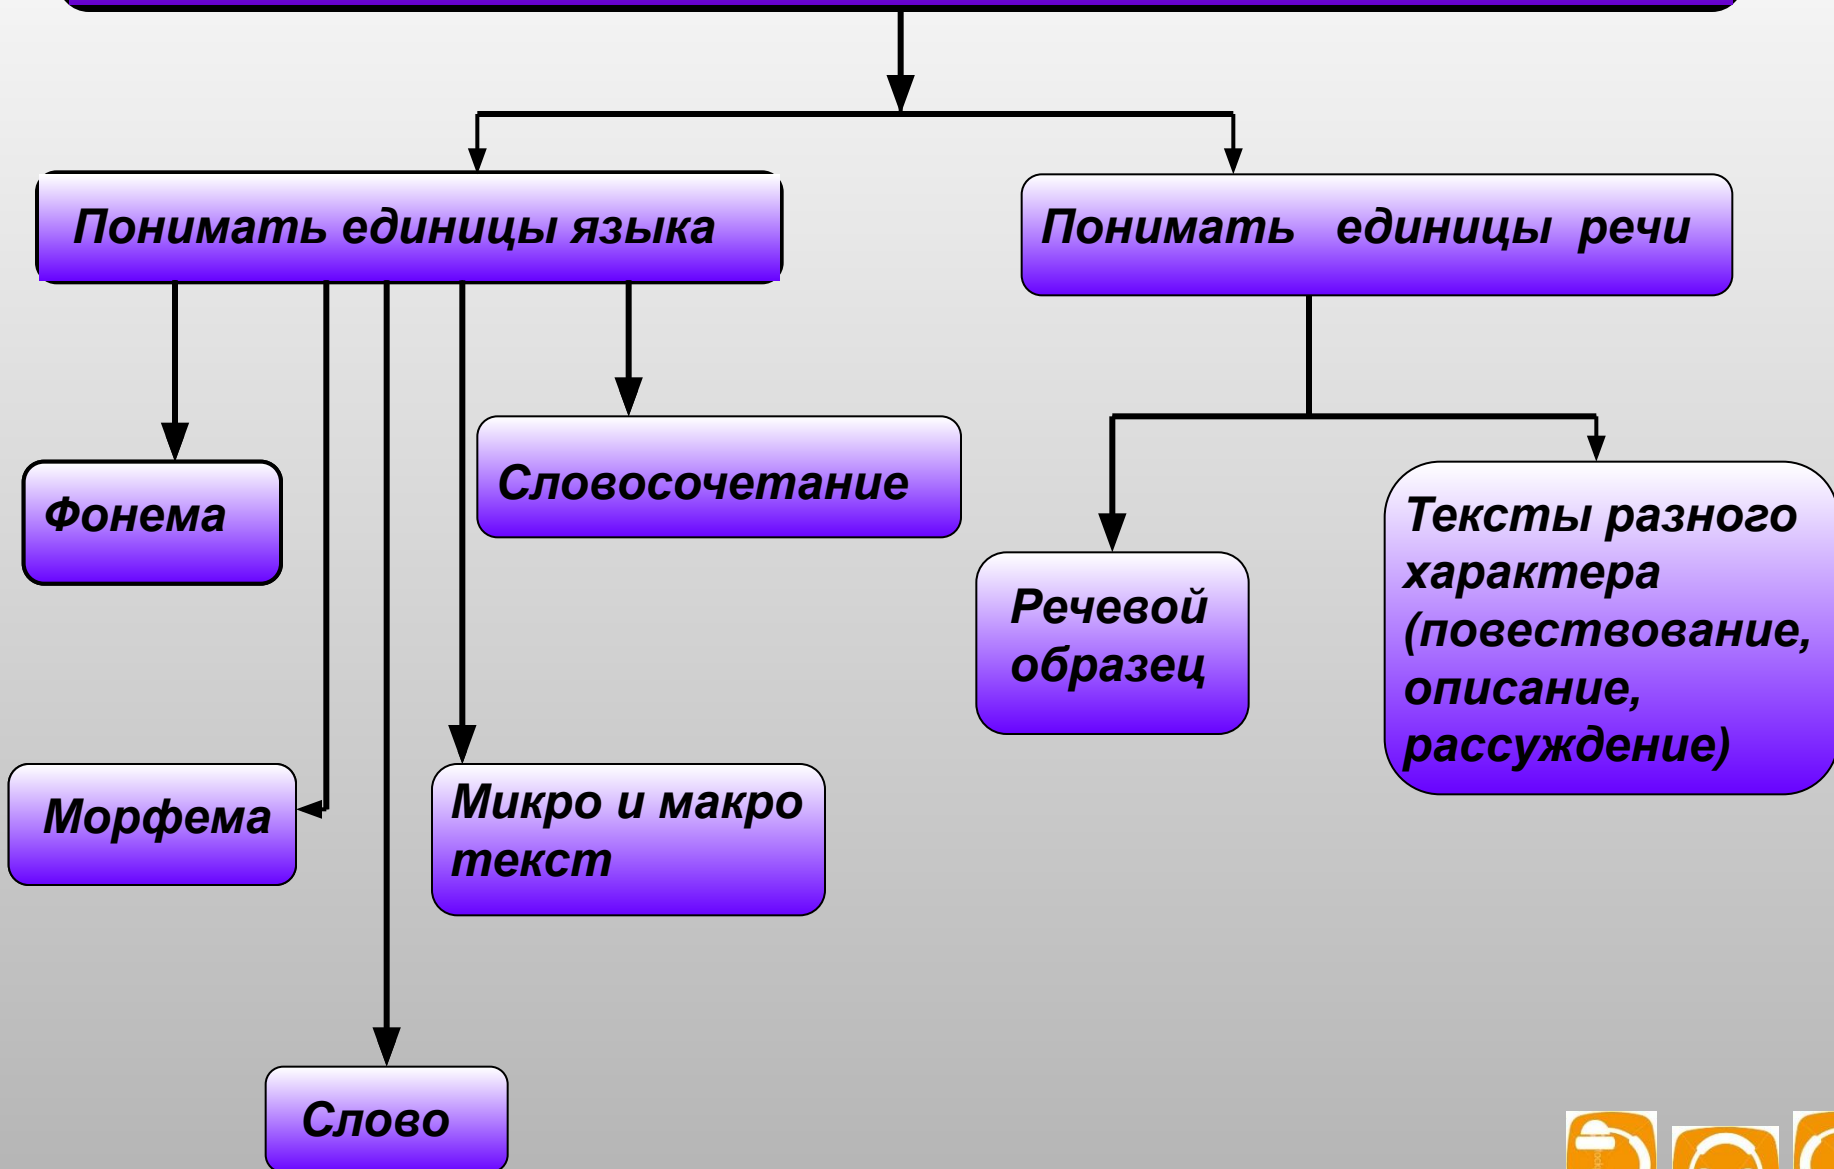 Понимать единицы языка
Понимать единицы речи
Словосочетание
Фонема
Речевой
образец
Тексты разного
характера
(повествование,
описание,
рассуждение)
Морфема
Микро и макро
текст
Слово